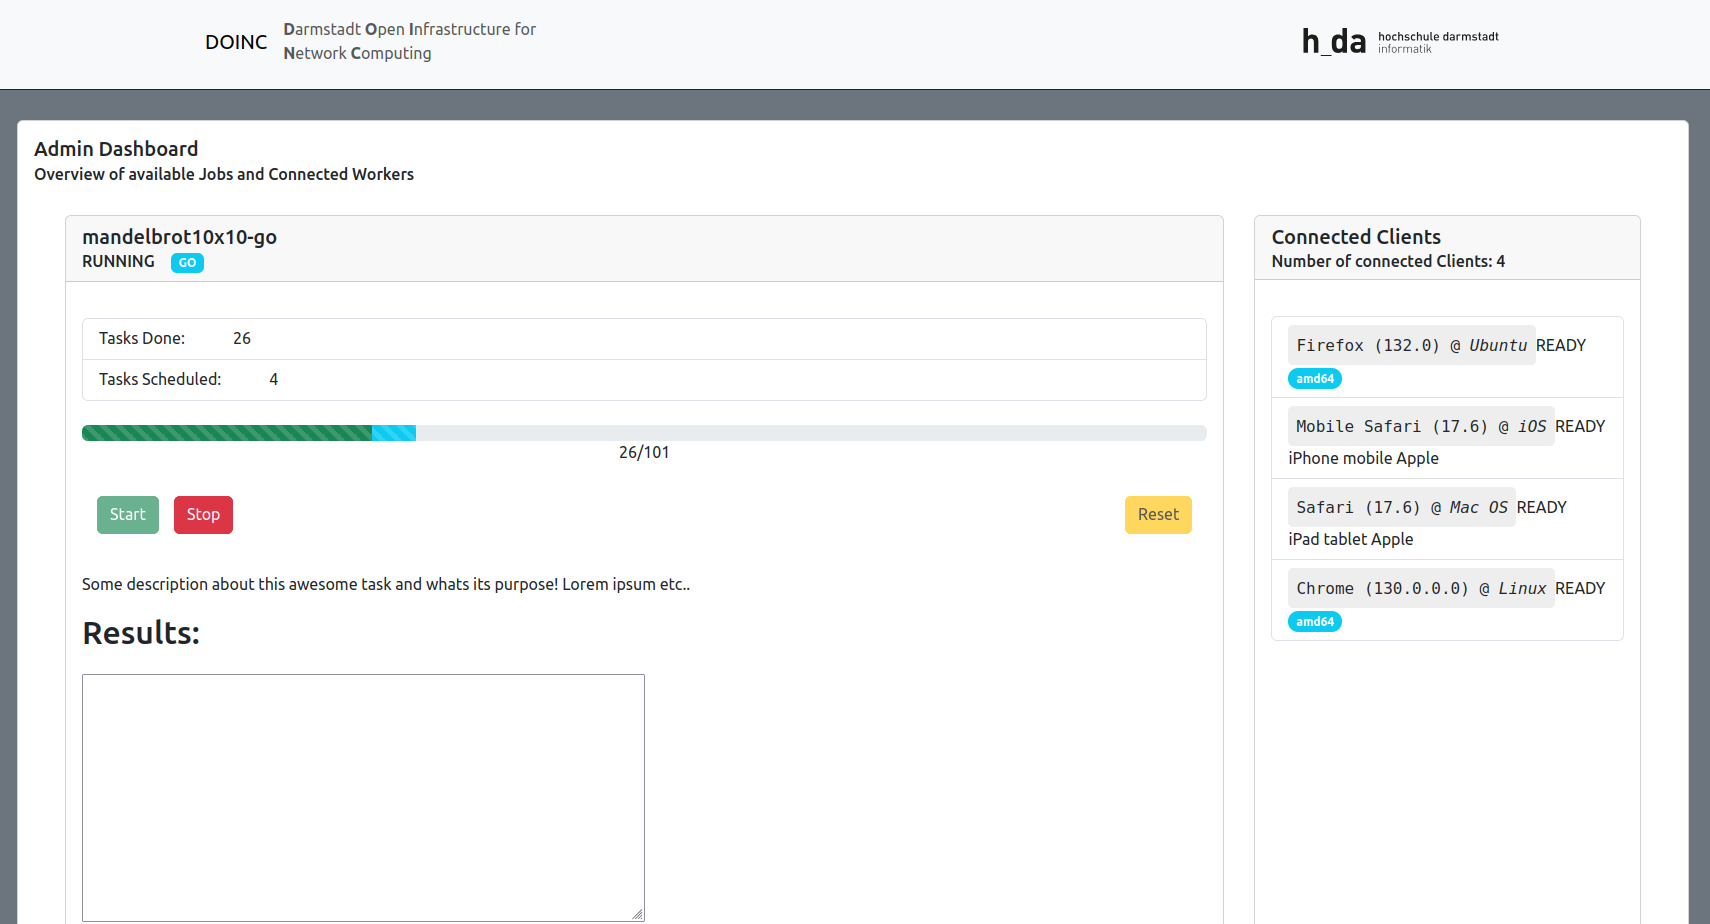 DOINC
Darmstadt Open Infrastructure for
Network Computing
h_da
hochschule darmstadt
informatik
Admin Dashboard
Overview of available Jobs and Connected Workers
mandelbrot10x10-go
RUNNING GO
Tasks Done: 26
Tasks Scheduled: 4
26/101
Start Stop Reset
Some description about this awesome task and whats its purpose! Lorem ipsum etc..
Results:
Connected Clients
Number of connected Clients: 4
Firefox (132.0) @ Ubuntu READY
amd64
Mobile Safari (17.6) @ iOS READY
iPhone mobile Apple
Safari (17.6) @ Mac OS READY
iPad tablet Apple
Chrome (130.0.0.0) @ Linux READY
amd64